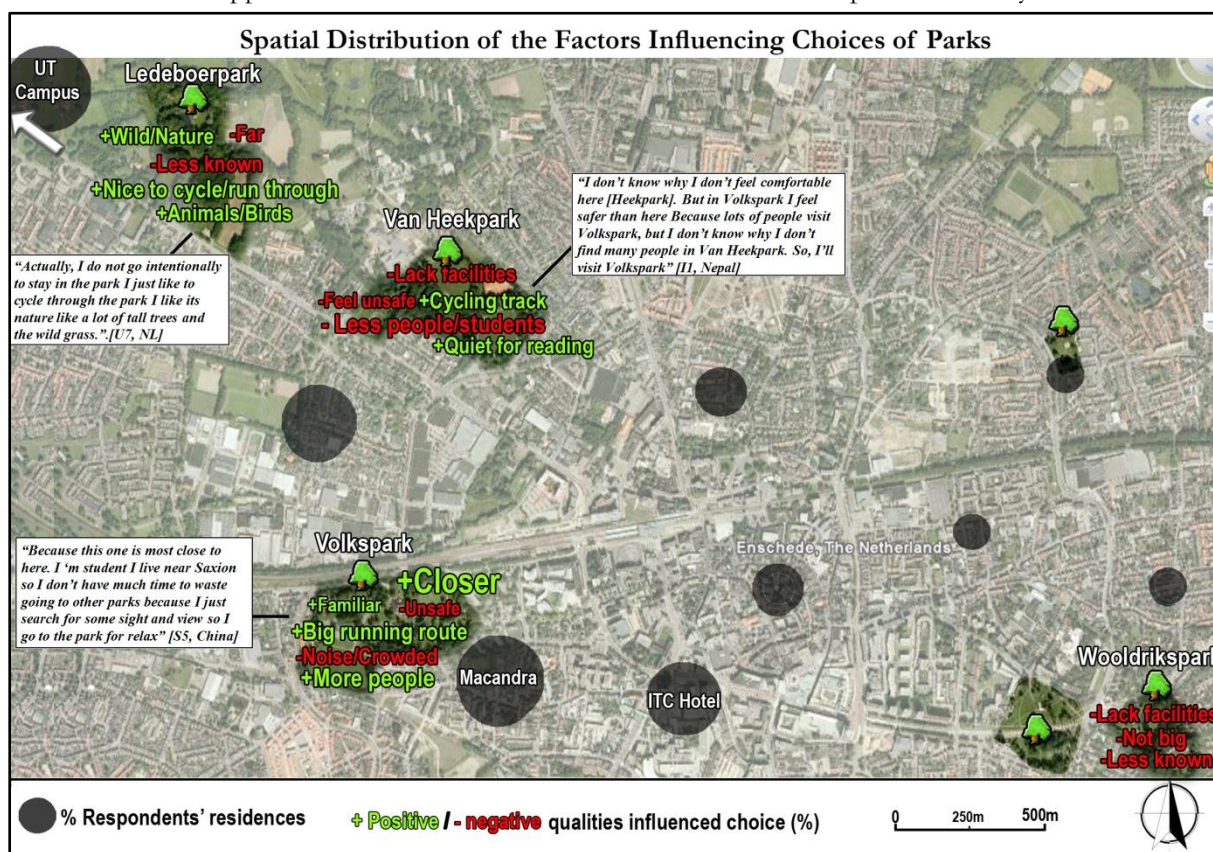 Spatial Distribution of the Factors Influencing Choices of Parks
UT
Campus
Ledeboerpark
+Wild/Nature -Far
-Less known
+Nice to cycle/run through
+Animals/Birds
“Actually, I do not go intentionally
to stay in the park I just like to
cycle through the park I like its
nature like a lot of tall trees and
the wild grass.”.[U7, NL]
Van Heekpark
-Lack facilities
-Feel unsafe +Cycling track
- Less people/students
+Quiet for reading
“I don’t know why I don’t feel comfortable
here [Heekpark]. But in Volkspark I feel
safer than here Because lots of people visit
Volkspark, but I don’t know why I don’t
find many people in Van Heekpark. So, I’ll
visit Volkspark” [I1, Nepal]
“Because this one is most close to
here. I ‘m student I live near Saxion
so I don’t have much time to waste
going to other parks because I just
search for some sight and view so I
go to the park for relax” [S5, China]
Volkspark
+Closer
+Familiar -Unsafe
+Big running route
-Noise/Crowded
+More people
Macandra
ITC Hotel
Enschede, The Netherlands
Wooldrikspark
-Lack facilities
-Not big
-Less known
% Respondents’ residences
+ Positive / - negative qualities influenced choice (%)
0 250m 500m